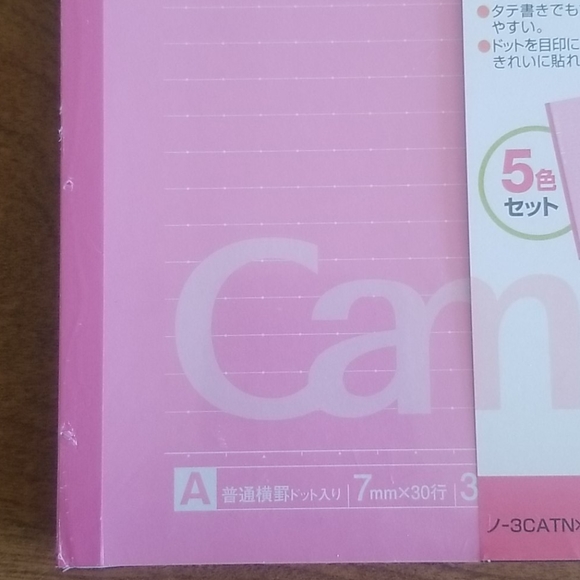 ●タテ書きでも
やすい。
●ドットを目印に
きれいに貼れ
5色
セット
Cam
A 普通横罫ドット入り 7mm×30行 3
ノ-3CATN×